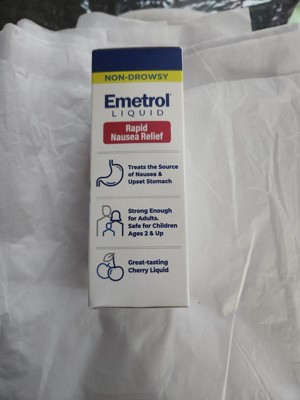 NON-DROWSY
Emetrol
LIQUID
Rapid
Nausea Relief
Treats the Source
of Nausea &
Upset Stomach
Strong Enough
for Adults.
Safe for Children
Ages 2 & Up
Great-tasting
Cherry Liquid